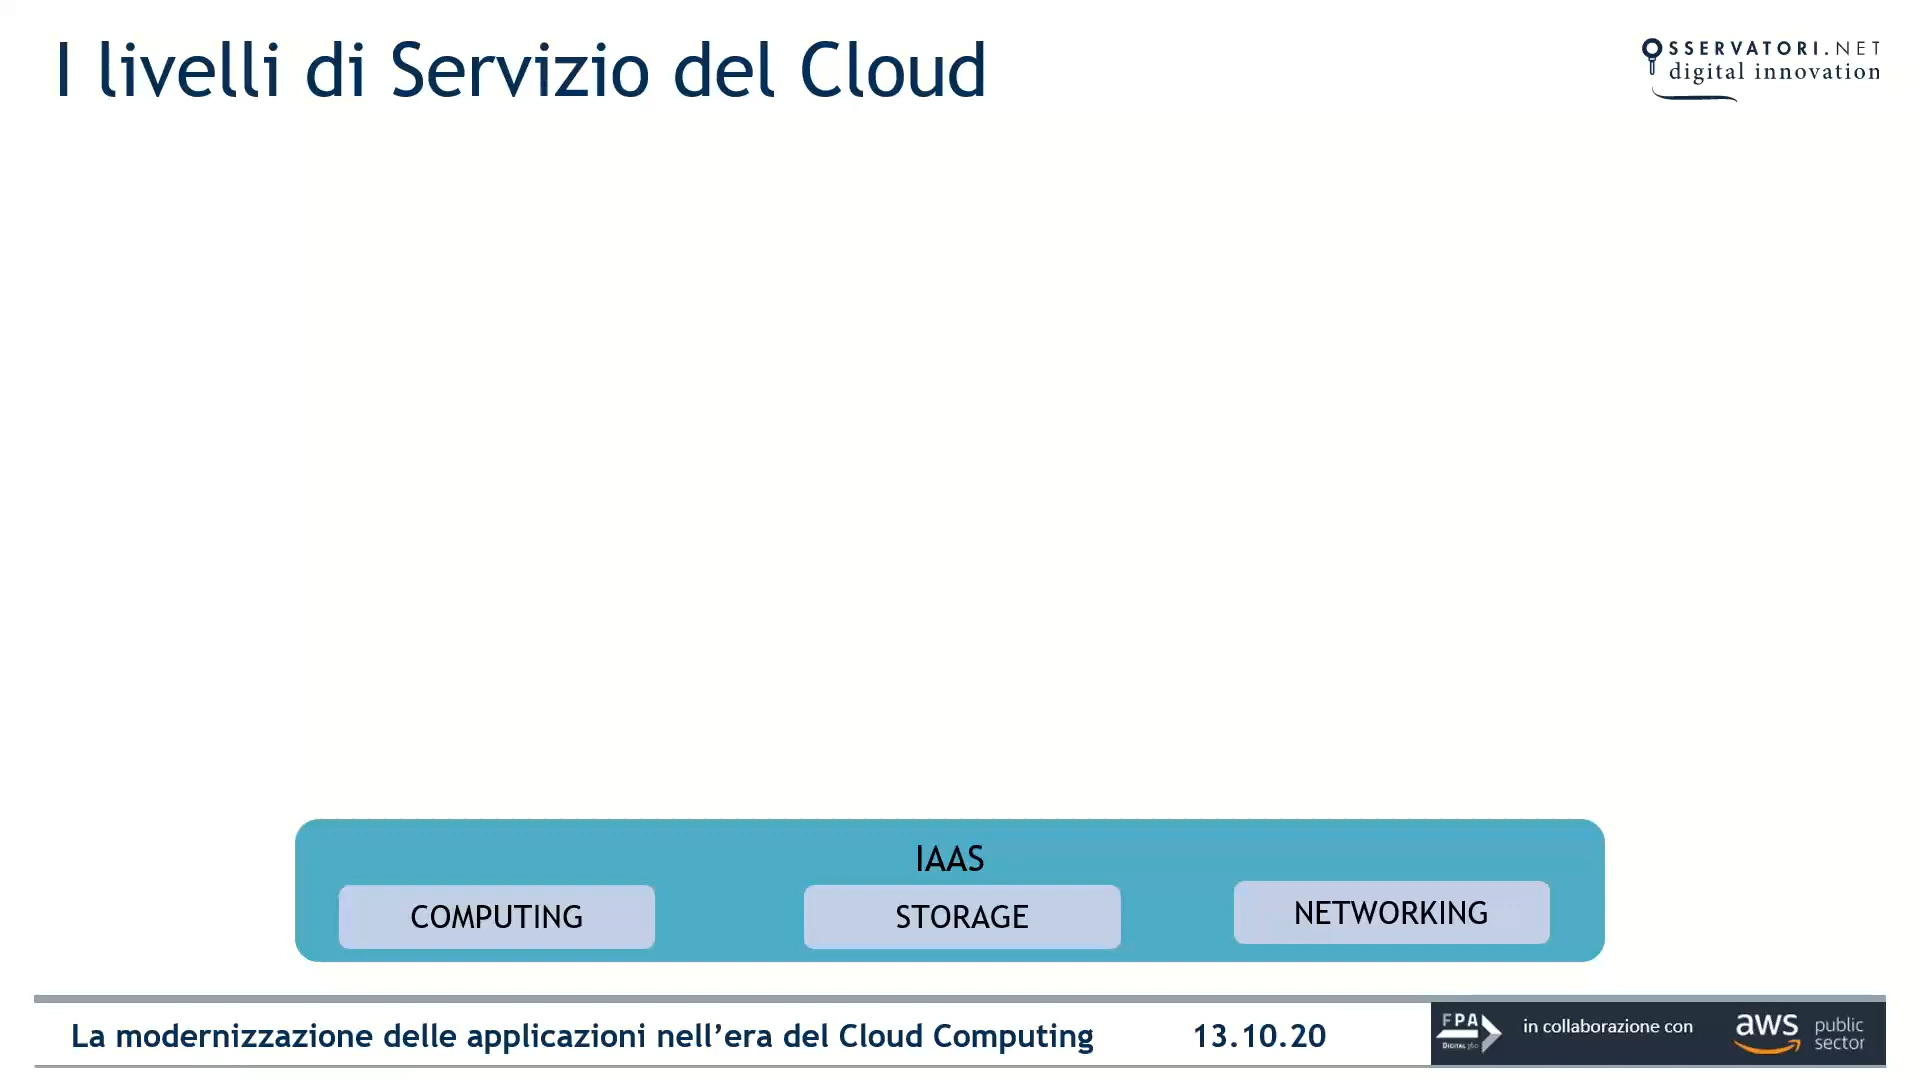 I livelli di Servizio del Cloud
OSSERVATORI.NET
digital innovation
IAAS
COMPUTING
STORAGE
NETWORKING
La modernizzazione delle applicazioni nell’era del Cloud Computing
13.10.20
FPA
DIGITAL 360
in collaborazione con
aws
public
sector